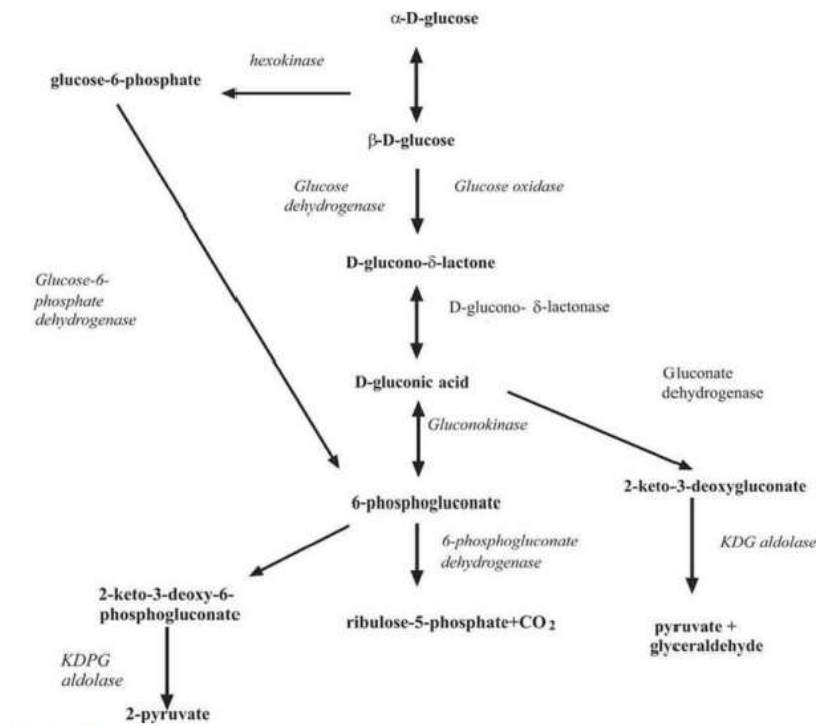 α-D-glucose
hexokinase
glucose-6-phosphate
β-D-glucose
Glucose
dehydrogenase
Glucose oxidase
D-glucono-δ-lactone
Glucose-6-
phosphate
dehydrogenase
D-glucono- δ-lactonase
D-gluconic acid
Gluconate
dehydrogenase
Gluconokinase
6-phosphogluconate
2-keto-3-deoxygluconate
6-phosphogluconate
dehydrogenase
KDG aldolase
2-keto-3-deoxy-6-
phosphogluconate
ribulose-5-phosphate+CO2
pyruvate +
glyceraldehyde
KDPG
aldolase
2-pyruvate